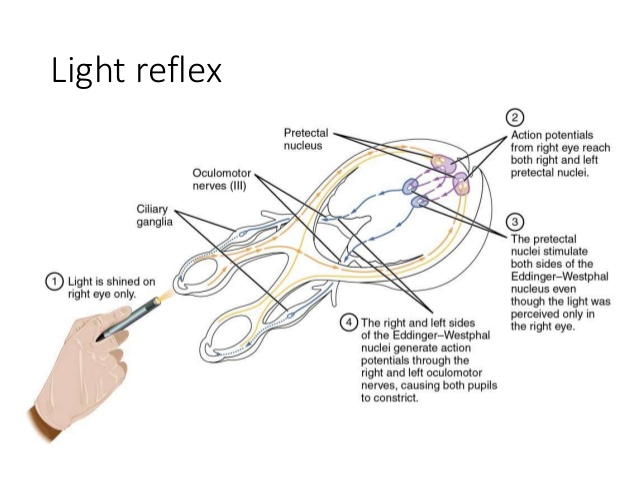 Light reflex
Pretectal
nucleus
2
Action potentials
from right eye reach
both right and left
pretectal nuclei.
Oculomotor
nerves (III)
Ciliary
ganglia
3
The pretectal
nuclei stimulate
both sides of the
Eddinger–Westphal
nucleus even
though the light was
perceived only in
the right eye.
1 Light is shined on
right eye only.
4 The right and left sides
of the Eddinger–Westphal
nuclei generate action
potentials through the
right and left oculomotor
nerves, causing both pupils
to constrict.